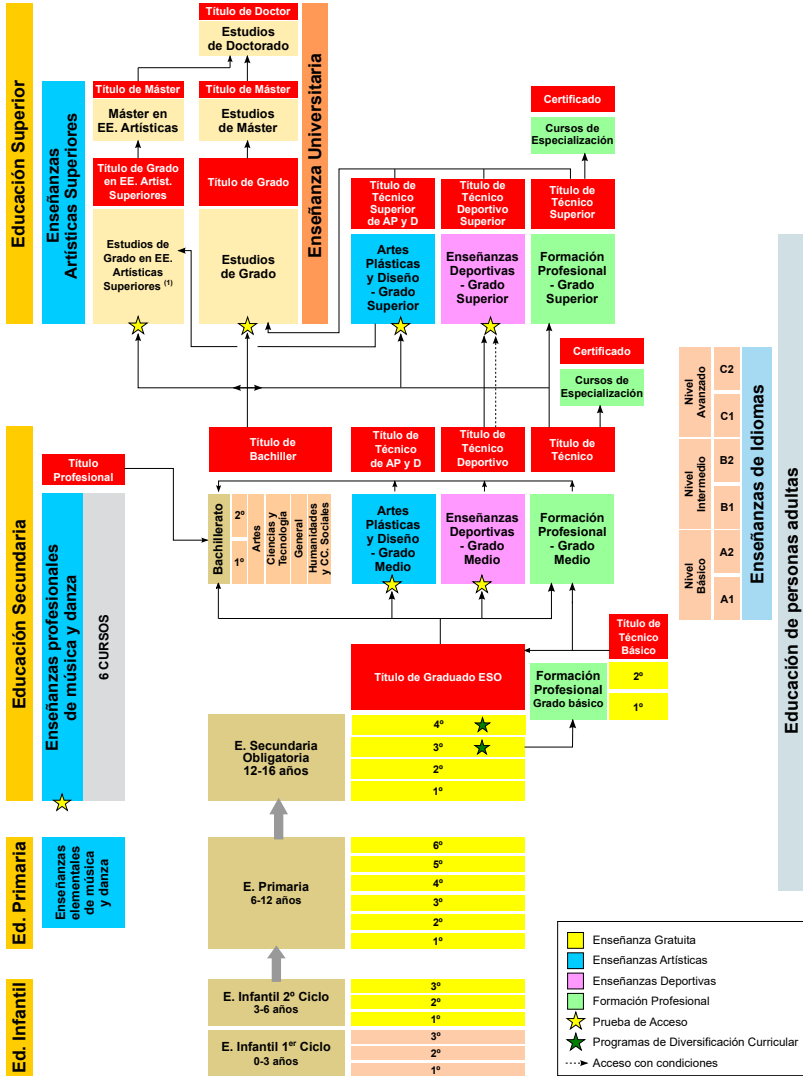 Educación Superior
Enseñanzas
Artísticas Superiores
Título de Doctor
Estudios
de Doctorado
Título de Máster
Máster en
EE. Artísticas
Título de Grado
en EE. Artíst.
Superiores
Estudios de
Grado en EE.
Artísticas
Superiores (1)
Título de Máster
Estudios
de Máster
Título de Grado
Estudios
de Grado
Enseñanza Universitaria
Título de
Técnico
Superior
de AP y D
Artes
Plásticas
y Diseño
- Grado
Superior
Título de
Técnico
Deportivo
Superior
Enseñanzas
Deportivas
- Grado
Superior
Certificado
Cursos de
Especialización
Título de
Técnico
Superior
Formación
Profesional
- Grado
Superior
Certificado
Cursos de
Especialización
Educación Secundaria
Título
Profesional
Enseñanzas profesionales
de música y danza
6 CURSOS
Título de
Bachiller
Bachillerato
2º
1º
Artes
Ciencias y
Tecnología
General
Humanidades
y CC. Sociales
Título de
Técnico
de AP y D
Artes
Plásticas
y Diseño
- Grado
Medio
Título de
Técnico
Deportivo
Enseñanzas
Deportivas
- Grado
Medio
Título de
Técnico
Formación
Profesional
- Grado
Medio
Título de Graduado ESO
Título de
Técnico
Básico
Formación
Profesional
Grado básico
2º
1º
E. Secundaria
Obligatoria
12-16 años
4º
3º
2º
1º
Nivel
Avanzado
C2
C1
Nivel
Intermedio
B2
B1
Nivel
Básico
A2
A1
Enseñanzas de Idiomas
Educación de personas adultas
Ed. Primaria
Enseñanzas
elementales
de música
y danza
E. Primaria
6-12 años
6º
5º
4º
3º
2º
1º
Ed. Infantil
E. Infantil 2º Ciclo
3-6 años
3º
2º
1º
E. Infantil 1er Ciclo
0-3 años
3º
2º
1º
Enseñanza Gratuita
Enseñanzas Artísticas
Enseñanzas Deportivas
Formación Profesional
Prueba de Acceso
Programas de Diversificación Curricular
Acceso con condiciones